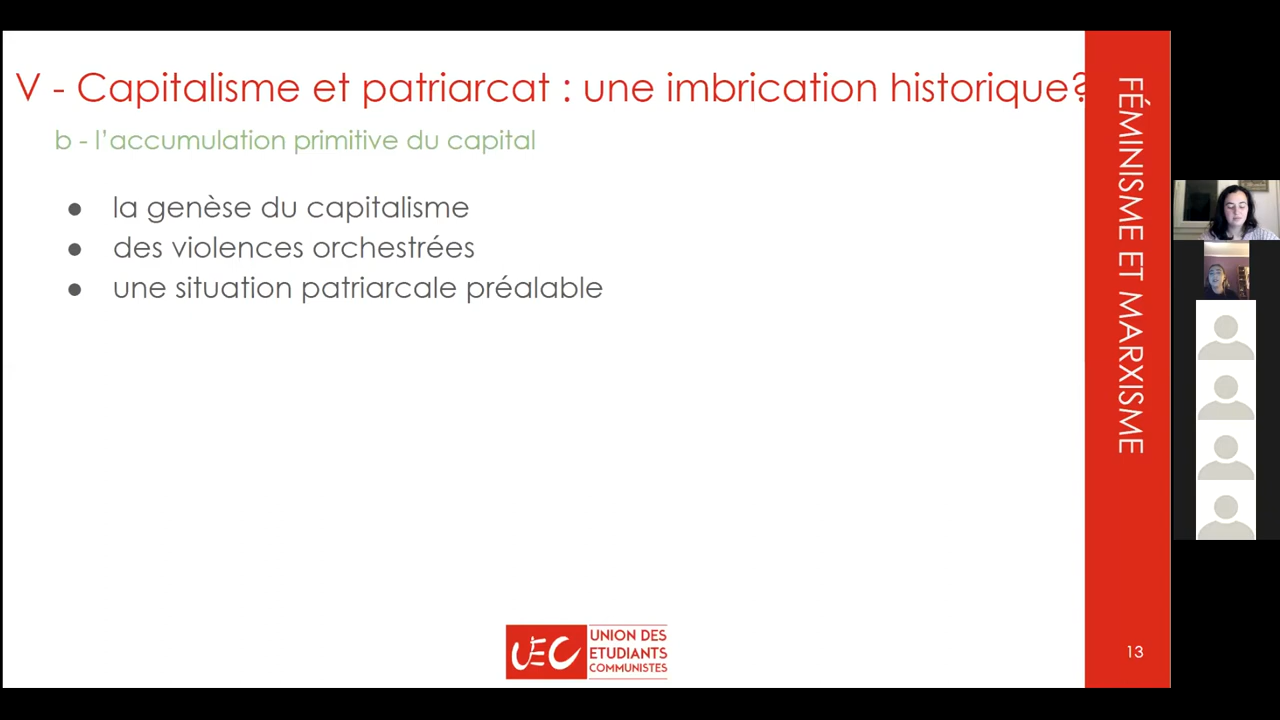 V - Capitalisme et patriarcat : une imbrication historique?
b - l’accumulation primitive du capital
● la genèse du capitalisme
● des violences orchestrées
● une situation patriarcale préalable
FÉMINISME ET MARXISME
UEC
UNION DES
ETUDIANTS
COMMUNISTES
13